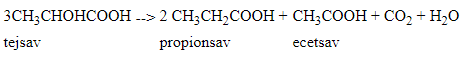 3CH₃CHOHCOOH --> 2 CH₃CH₂COOH + CH₃COOH + CO₂ + H₂O
tejsav propionsav ecetsav